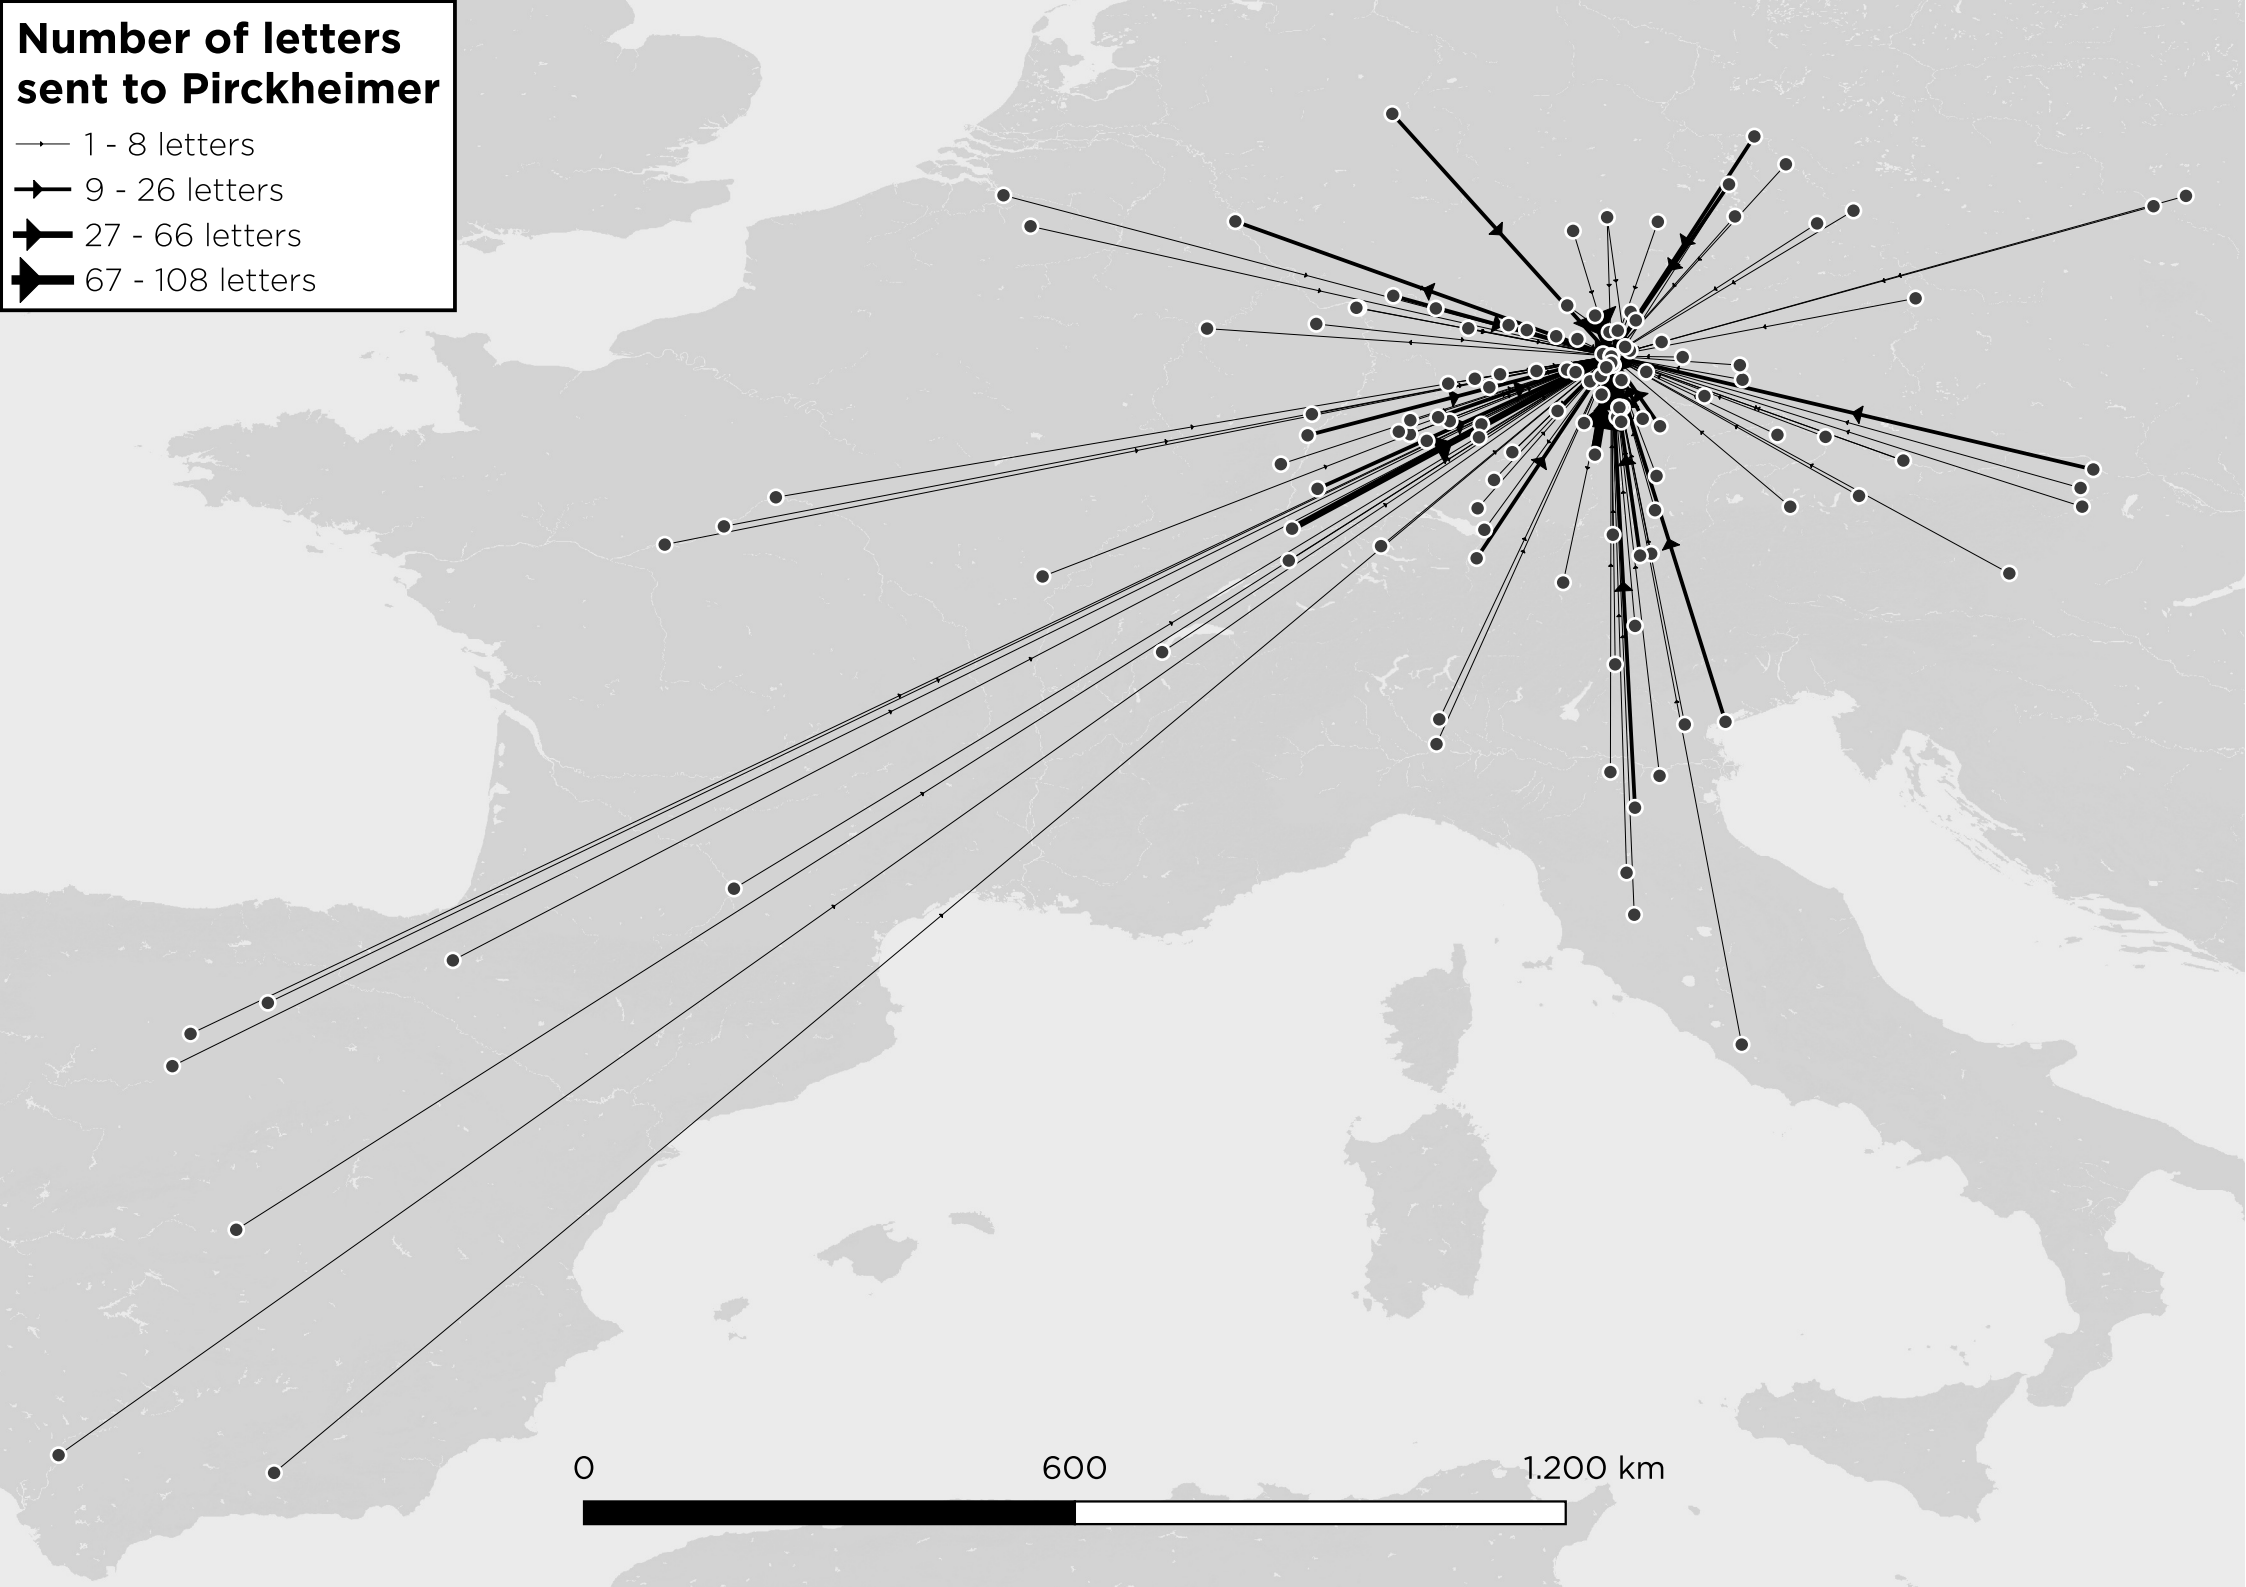 Number of letters
sent to Pirckheimer
1 - 8 letters
9 - 26 letters
27 - 66 letters
67 - 108 letters
0 600 1.200 km